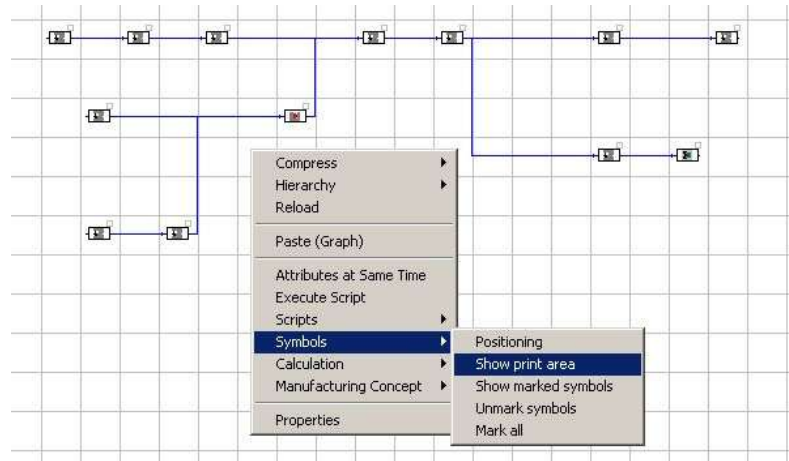 Compress
Hierarchy
Reload
Paste (Graph)
Attributes at Same Time
Execute Script
Scripts
Symbols
Calculation
Manufacturing Concept
Properties
Positioning
Show print area
Show marked symbols
Unmark symbols
Mark all